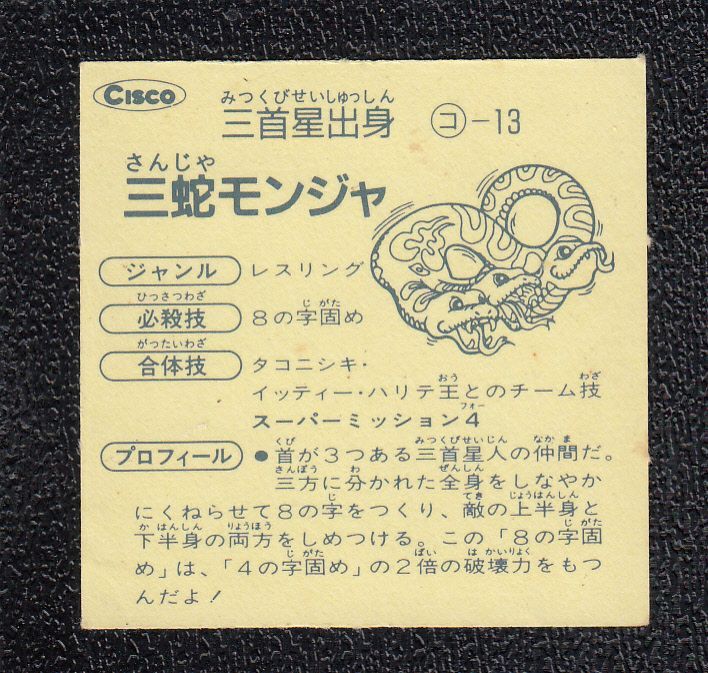 CISCO
みつくびせいしゅっしん
三首星出身 コ-13
さんじゃ
三蛇モンジャ
ジャンル レスリング
ひっさつわざ じがた
必殺技 8の字固め
がったいわざ
合体技 タコニシキ・
おう わざ
イッティー・ハリテ王とのチーム技
フォー
スーパーミッション4
くび みつくびせいじん なかま
プロフィール ●首が3つある三首星人の仲間だ。
さんぽう わ ぜんしん
三方に分かれた全身をしなやか
じ てき じょうはんしん
にくねらせて8の字をつくり、敵の上半身と
かはんしん りょうほう じがた
下半身の両方をしめつける。この「8の字固
じがた ばい はかいりょく
め」は、「4の字固め」の2倍の破壊力をもつ
んだよ!